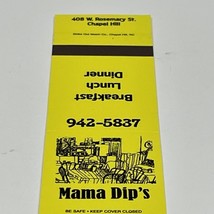 408 W. Rosemary St.
Chapel Hill
Breakfast
Lunch
Dinner
942-5837
Mama Dip's
BE SAFE • KEEP COVER CLOSED